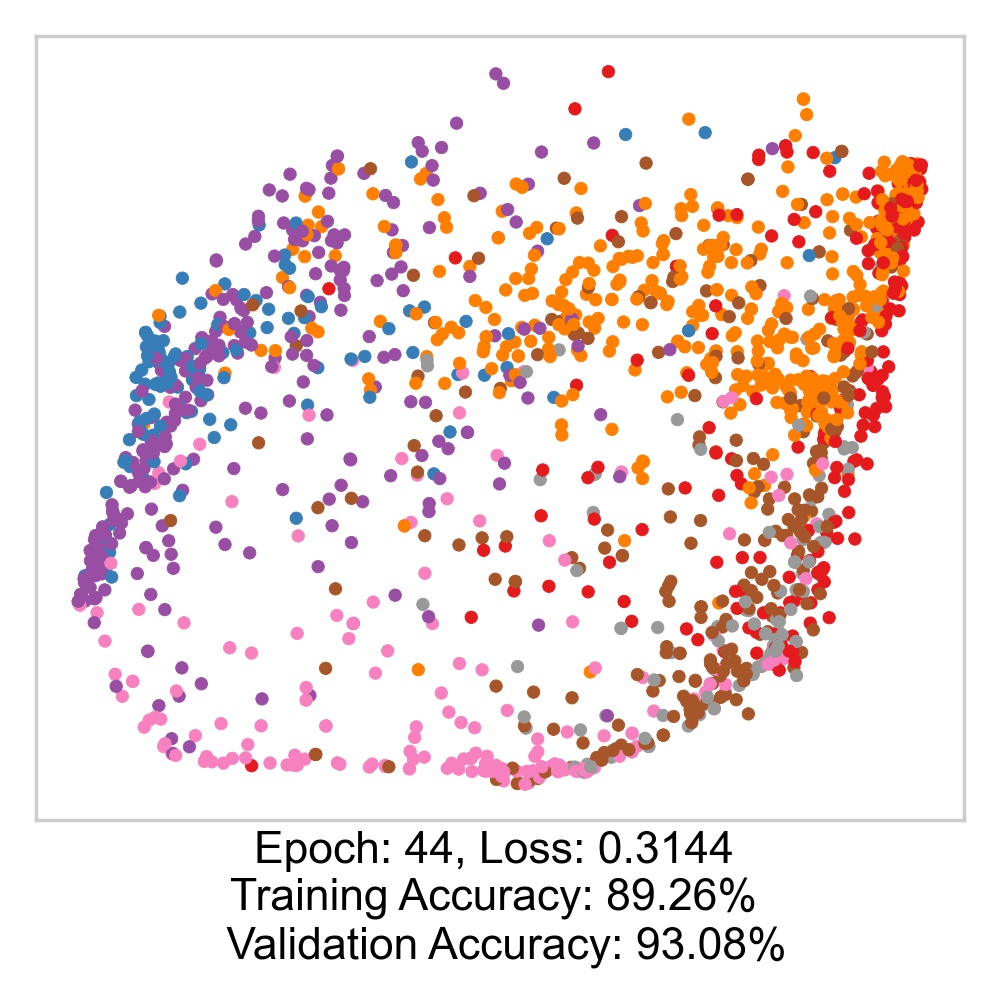 Epoch: 44, Loss: 0.3144
Training Accuracy: 89.26%
Validation Accuracy: 93.08%